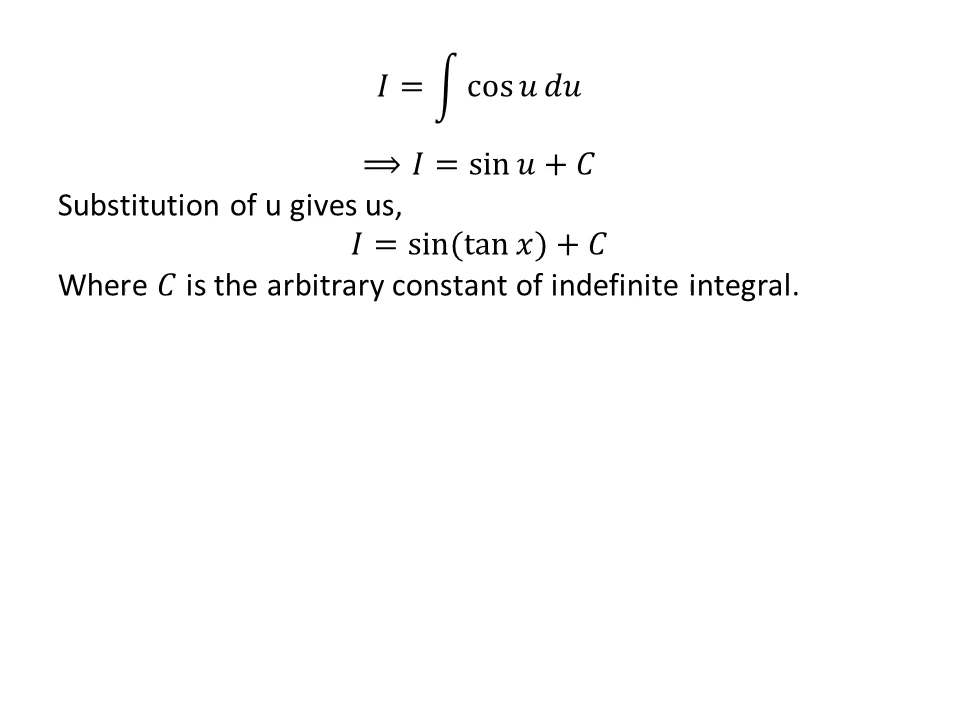 𝐼 = ∫ cos 𝑢 𝑑𝑢
⟹ 𝐼 = sin 𝑢 + 𝐶
Substitution of u gives us,
𝐼 = sin(tan 𝑥) + 𝐶
Where 𝐶 is the arbitrary constant of indefinite integral.